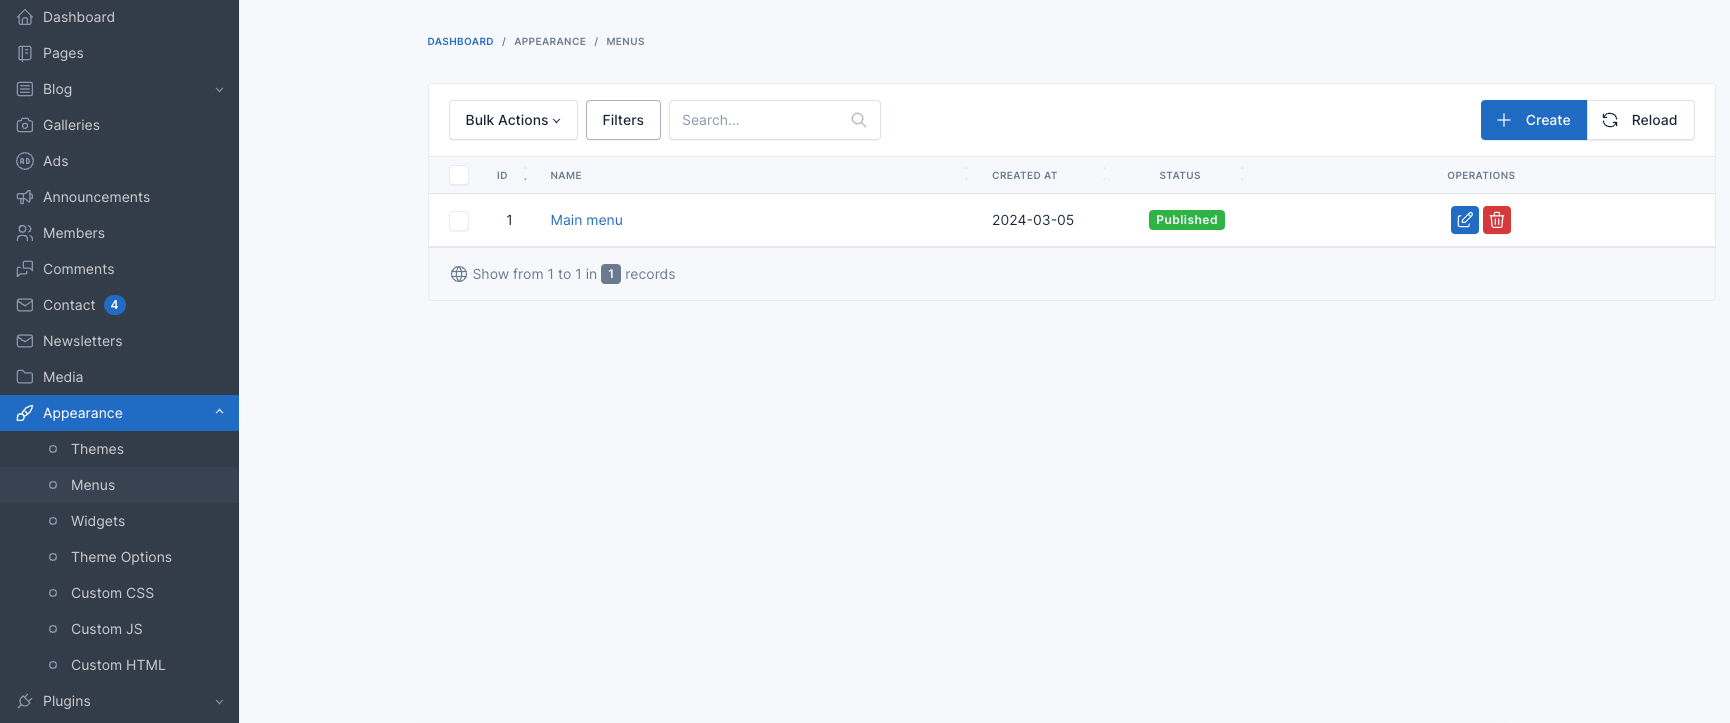 Dashboard
Pages
Blog
Galleries
AD Ads
Announcements
Members
Comments
Contact 4
Newsletters
Media
Appearance
Themes
Menus
Widgets
Theme Options
Custom CSS
Custom JS
Custom HTML
Plugins
DASHBOARD / APPEARANCE / MENUS
Bulk Actions Filters Search... Create Reload
ID NAME CREATED AT STATUS OPERATIONS
1 Main menu 2024-03-05 Published
Show from 1 to 1 in 1 records